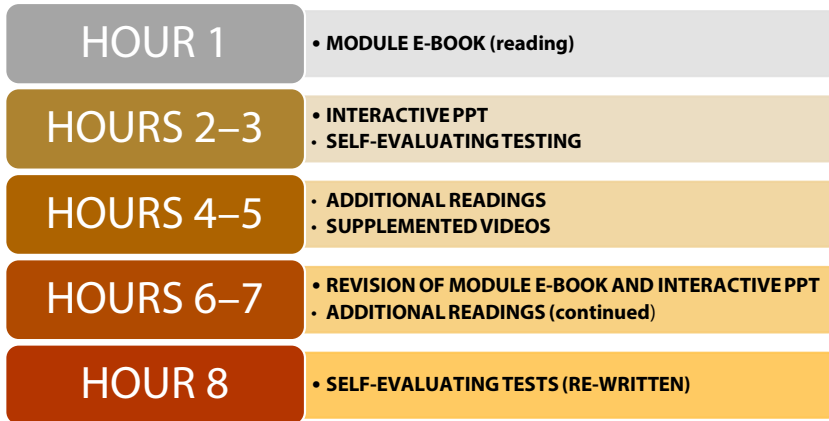 HOUR 1
• MODULE E-BOOK (reading)
HOURS 2–3
• INTERACTIVE PPT
• SELF-EVALUATING TESTING
HOURS 4–5
• ADDITIONAL READINGS
• SUPPLEMENTED VIDEOS
HOURS 6–7
• REVISION OF MODULE E-BOOK AND INTERACTIVE PPT
• ADDITIONAL READINGS (continued)
HOUR 8
• SELF-EVALUATING TESTS (RE-WRITTEN)